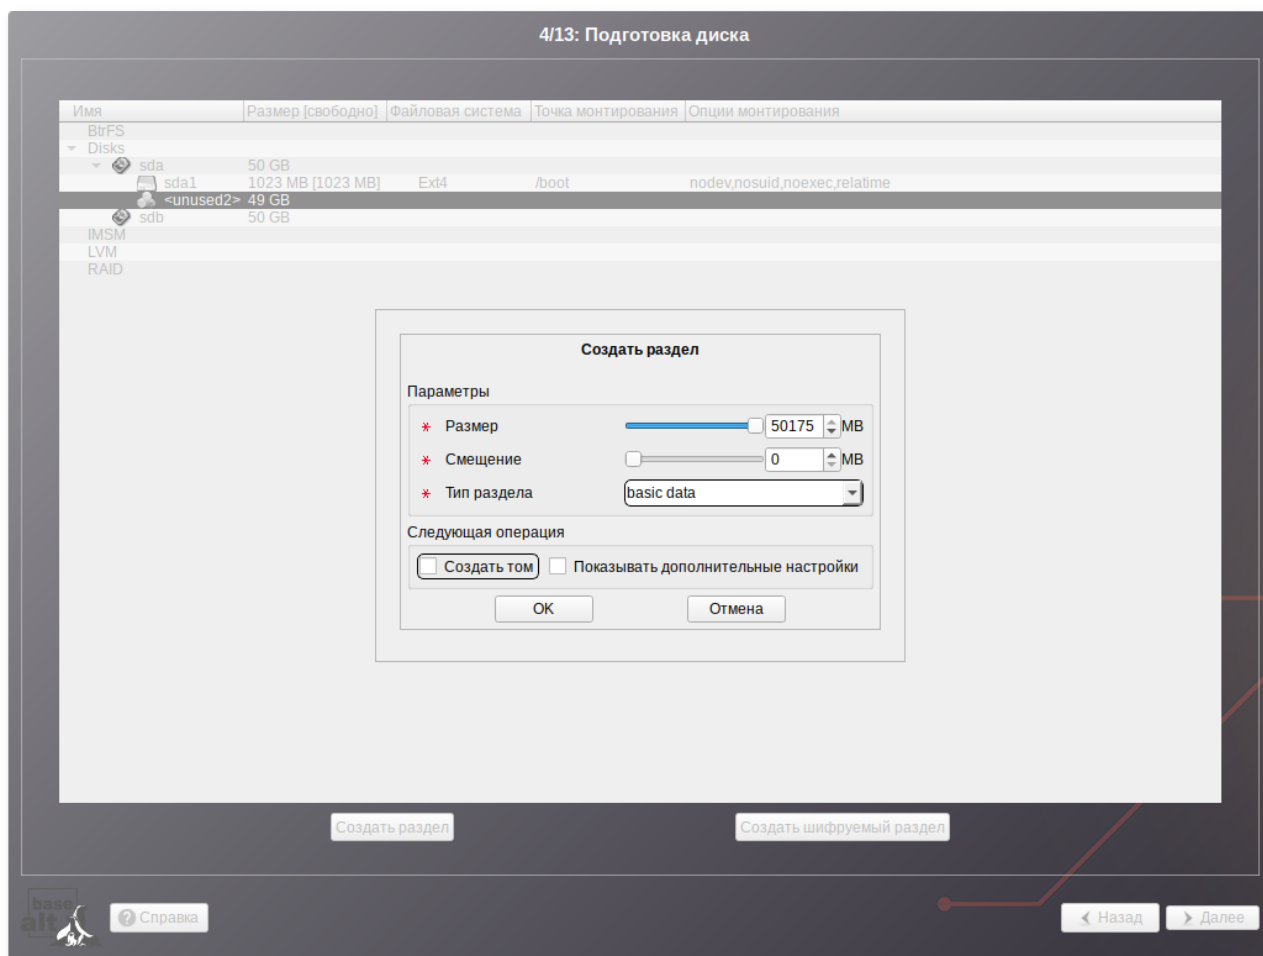 4/13: Подготовка диска
Имя Размер [свободно] Файловая система Точка монтирования Опции монтирования
BtrFS
Disks
sda 50 GB
sda1 1023 MB [1023 MB] Ext4 /boot nodev,nosuid,noexec,relatime
<unused2> 49 GB
sdb 50 GB
IMSM
LVM
RAID
Создать раздел
Параметры
* Размер 50175 MB
* Смещение 0 MB
* Тип раздела basic data
Следующая операция
Создать том Показывать дополнительные настройки
OK Отмена
Создать раздел Создать шифруемый раздел
base
alt
Справка Назад Далее